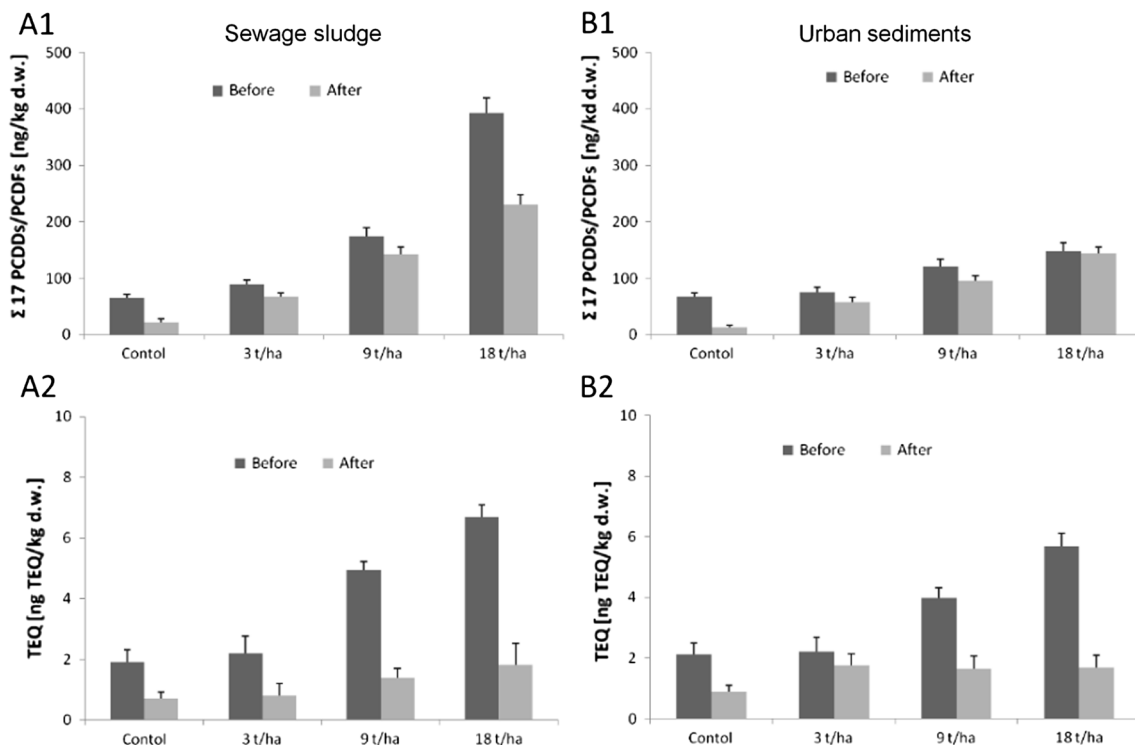 A1
Sewage sludge
Σ 17 PCDDs/PCDFs [ng/kg d.w.]
500
400
300
200
100
0
Before After
Contol 3 t/ha 9 t/ha 18 t/ha
B1
Urban sediments
Σ 17 PCDDs/PCDFs [ng/kd d.w.]
500
400
300
200
100
0
Before After
Contol 3 t/ha 9 t/ha 18 t/ha
A2
TEQ [ng TEQ/kg d.w.]
10
8
6
4
2
0
Before After
Contol 3 t/ha 9 t/ha 18 t/ha
B2
TEQ [ng TEQ/kg d.w.]
10
8
6
4
2
0
Before After
Contol 3 t/ha 9 t/ha 18 t/ha